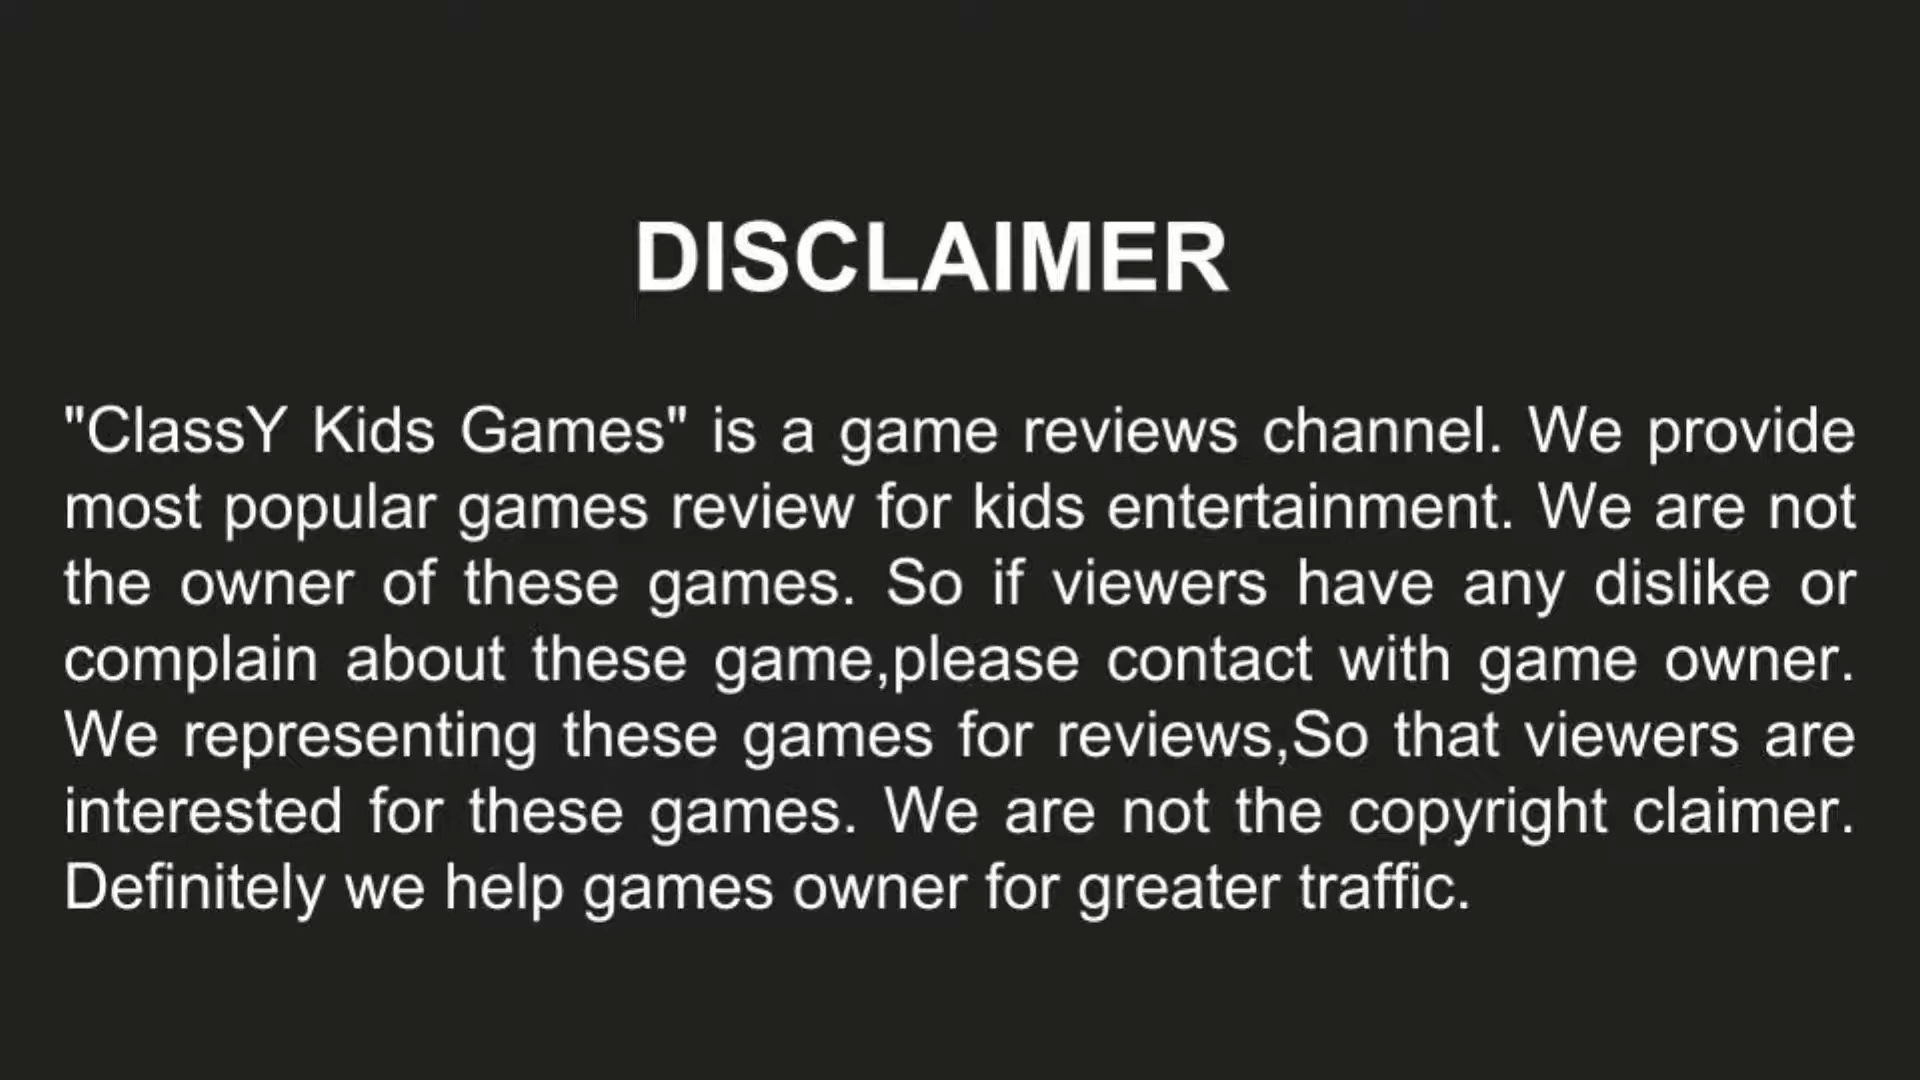 DISCLAIMER
"ClassY Kids Games" is a game reviews channel. We provide
most popular games review for kids entertainment. We are not
the owner of these games. So if viewers have any dislike or
complain about these game,please contact with game owner.
We representing these games for reviews,So that viewers are
interested for these games. We are not the copyright claimer.
Definitely we help games owner for greater traffic.